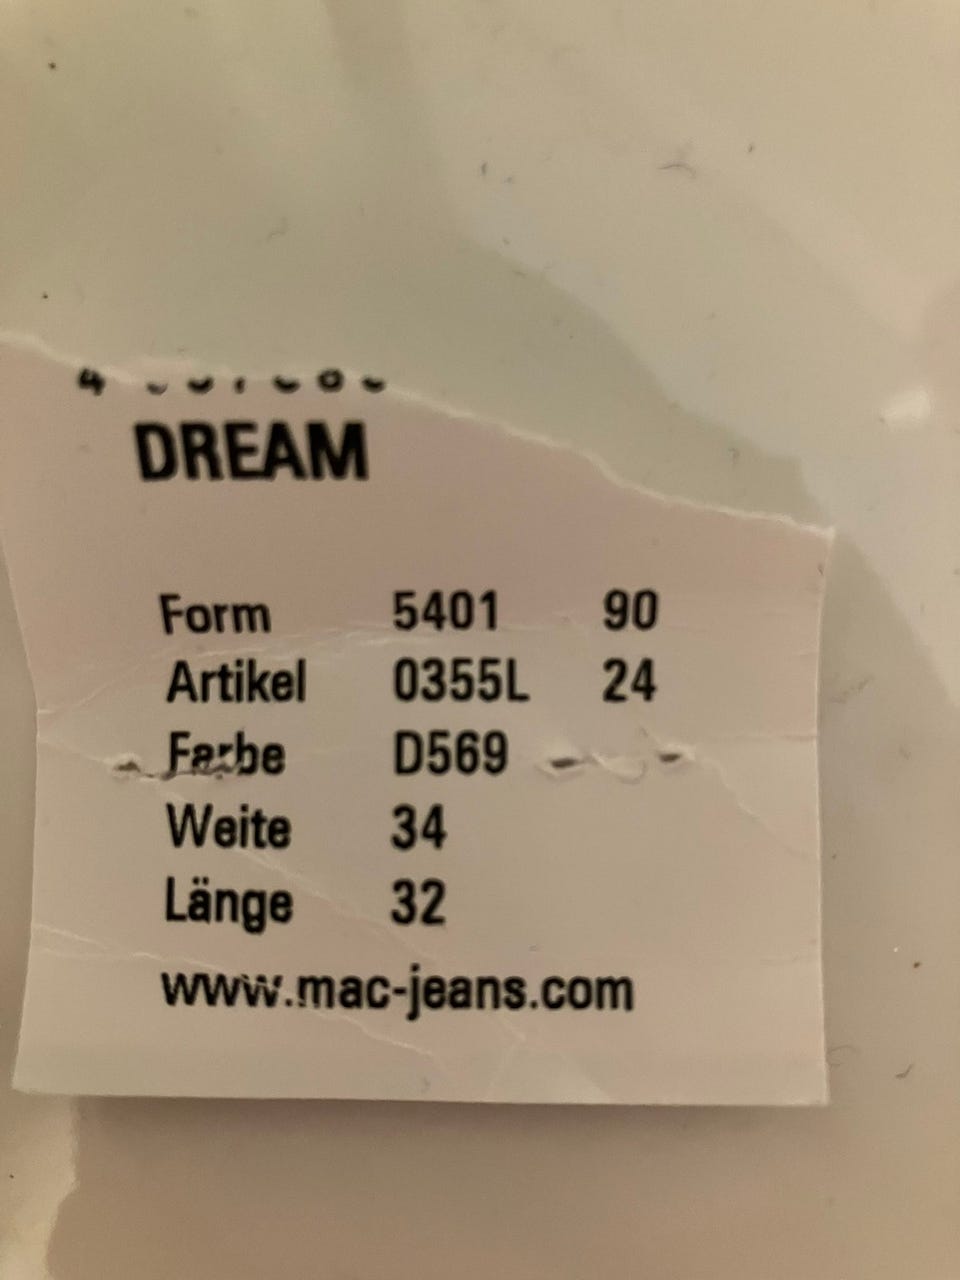 DREAM
Form 5401 90
Artikel 0355L 24
Farbe D569
Weite 34
Länge 32
www.mac-jeans.com